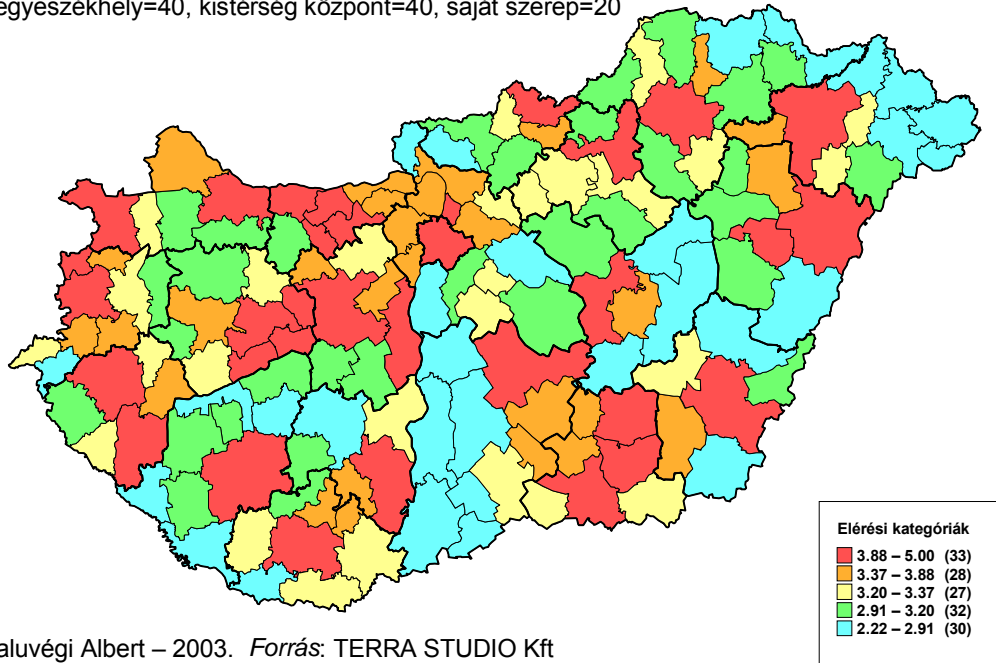 egyeszékhely=40, kistérség központ=40, saját szerep=20
Elérési kategóriák
3.88 – 5.00 (33)
3.37 – 3.88 (28)
3.20 – 3.37 (27)
2.91 – 3.20 (32)
2.22 – 2.91 (30)
aluvégi Albert – 2003. Forrás: TERRA STUDIO Kft